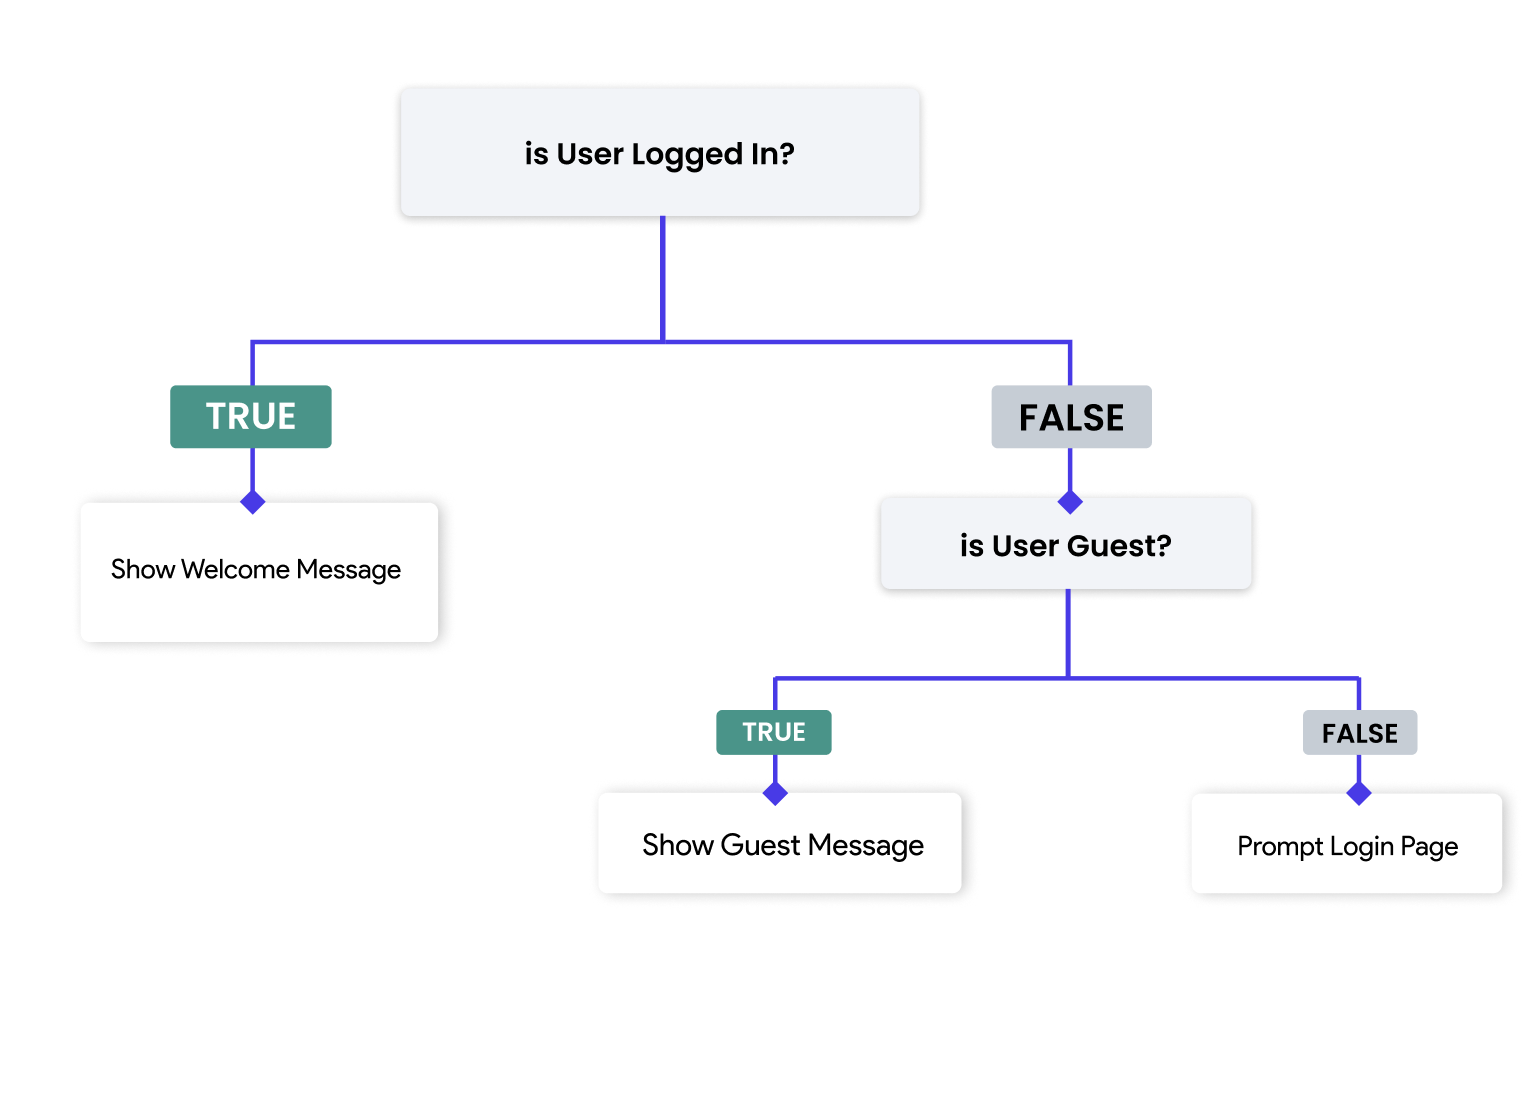 is User Logged In?
TRUE
FALSE
Show Welcome Message
is User Guest?
TRUE
FALSE
Show Guest Message
Prompt Login Page